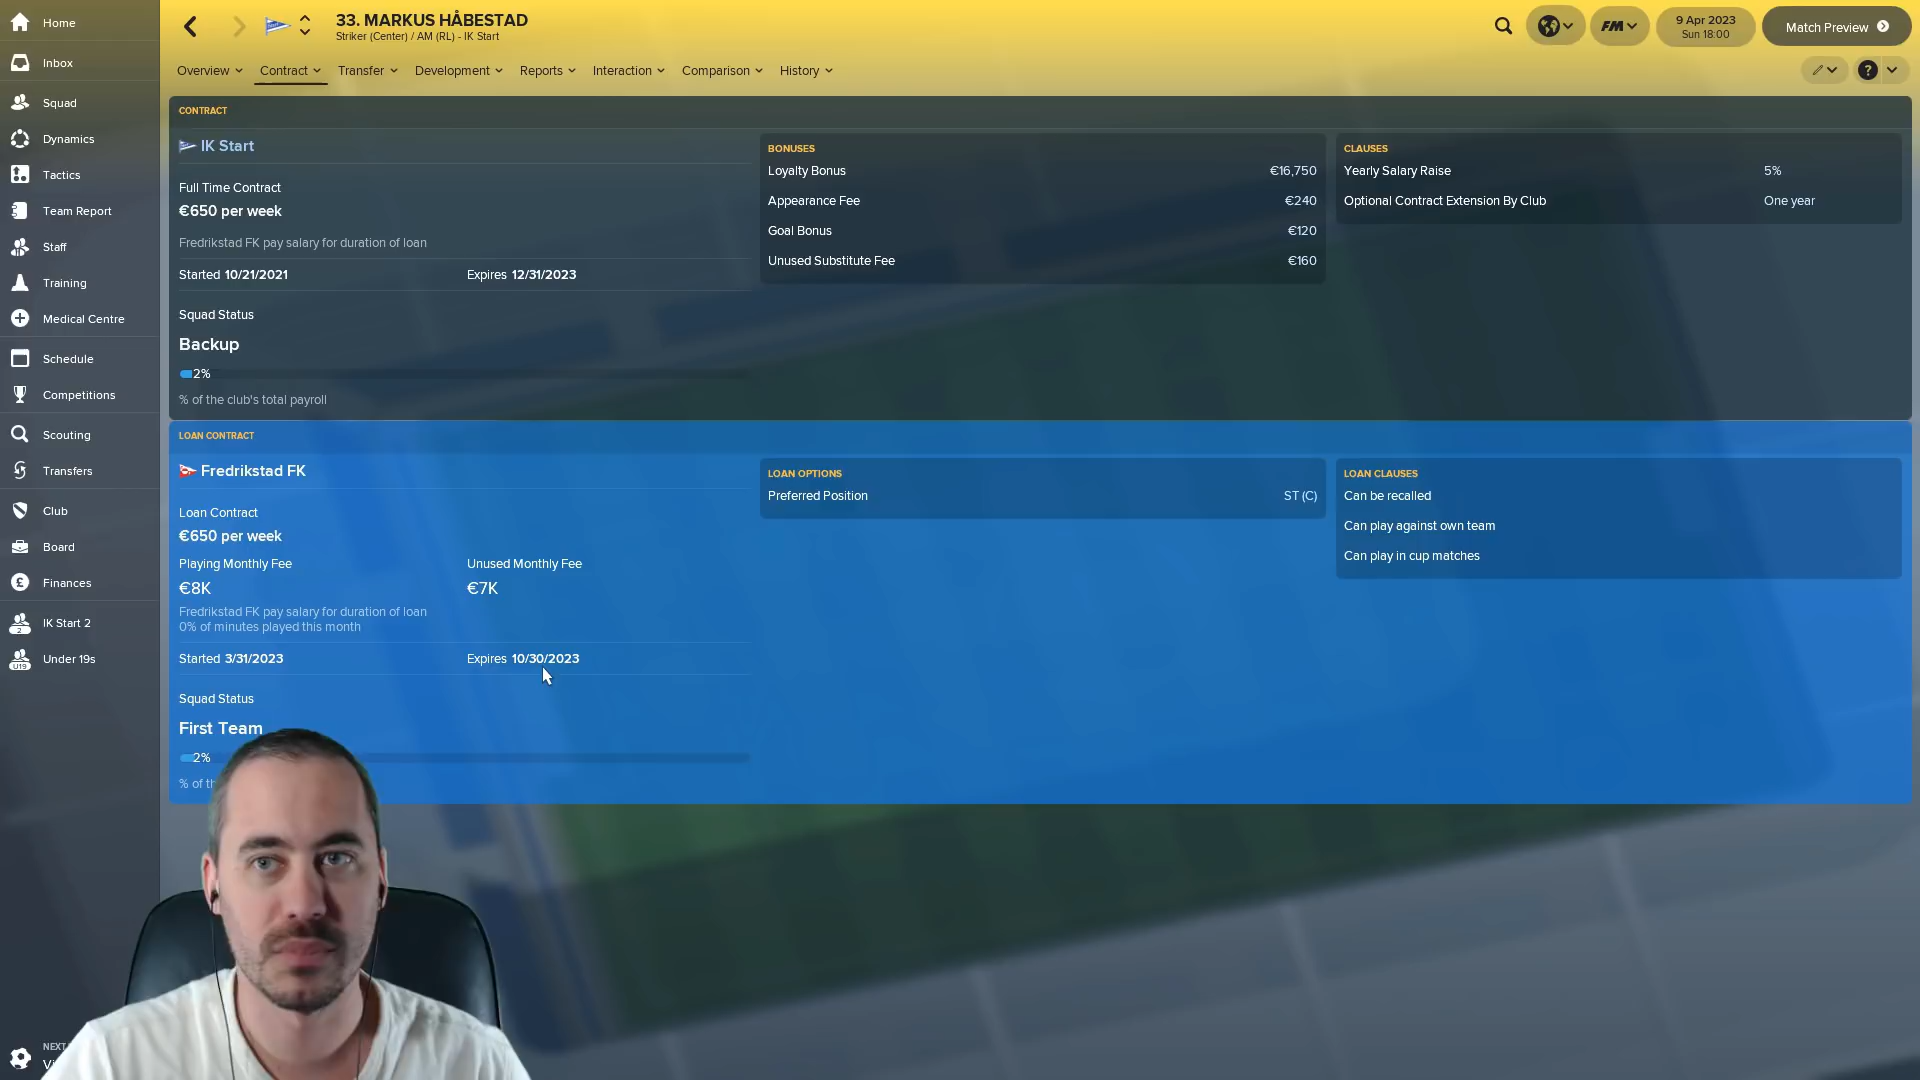 Home
Inbox
Squad
Dynamics
Tactics
Team Report
Staff
Training
Medical Centre
Schedule
Competitions
Scouting
Transfers
Club
Board
Finances
IK Start 2
2
Under 19s
U19
NEXT
33. MARKUS HÅBESTAD
Striker (Center) / AM (RL) - IK Start
FM
9 Apr 2023
Sun 18:00
Match Preview
Overview
Contract
Transfer
Development
Reports
Interaction
Comparison
History
?
CONTRACT
IK Start
Full Time Contract
€650 per week
Fredrikstad FK pay salary for duration of loan
Started 10/21/2021
Expires 12/31/2023
Squad Status
Backup
2%
% of the club's total payroll
BONUSES
Loyalty Bonus €16,750
Appearance Fee €240
Goal Bonus €120
Unused Substitute Fee €160
CLAUSES
Yearly Salary Raise 5%
Optional Contract Extension By Club One year
LOAN CONTRACT
Fredrikstad FK
Loan Contract
€650 per week
Playing Monthly Fee
€8K
Unused Monthly Fee
€7K
Fredrikstad FK pay salary for duration of loan
0% of minutes played this month
Started 3/31/2023
Expires 10/30/2023
Squad Status
First Team
2%
% of
LOAN OPTIONS
Preferred Position ST (C)
LOAN CLAUSES
Can be recalled
Can play against own team
Can play in cup matches